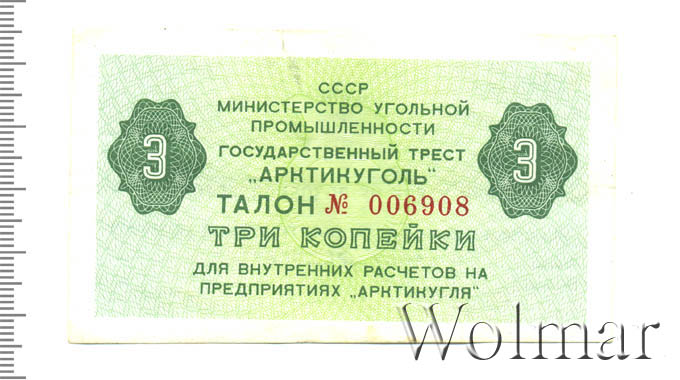 СССР
МИНИСТЕРСТВО УГОЛЬНОЙ
ПРОМЫШЛЕННОСТИ
ГОСУДАРСТВЕННЫЙ ТРЕСТ
„АРКТИКУГОЛЬ"
3 3
ТАЛОН № 006908
ТРИ КОПЕЙКИ
ДЛЯ ВНУТРЕННИХ РАСЧЕТОВ НА
ПРЕДПРИЯТИЯХ „АРКТИКУГЛЯ"
Wolmar